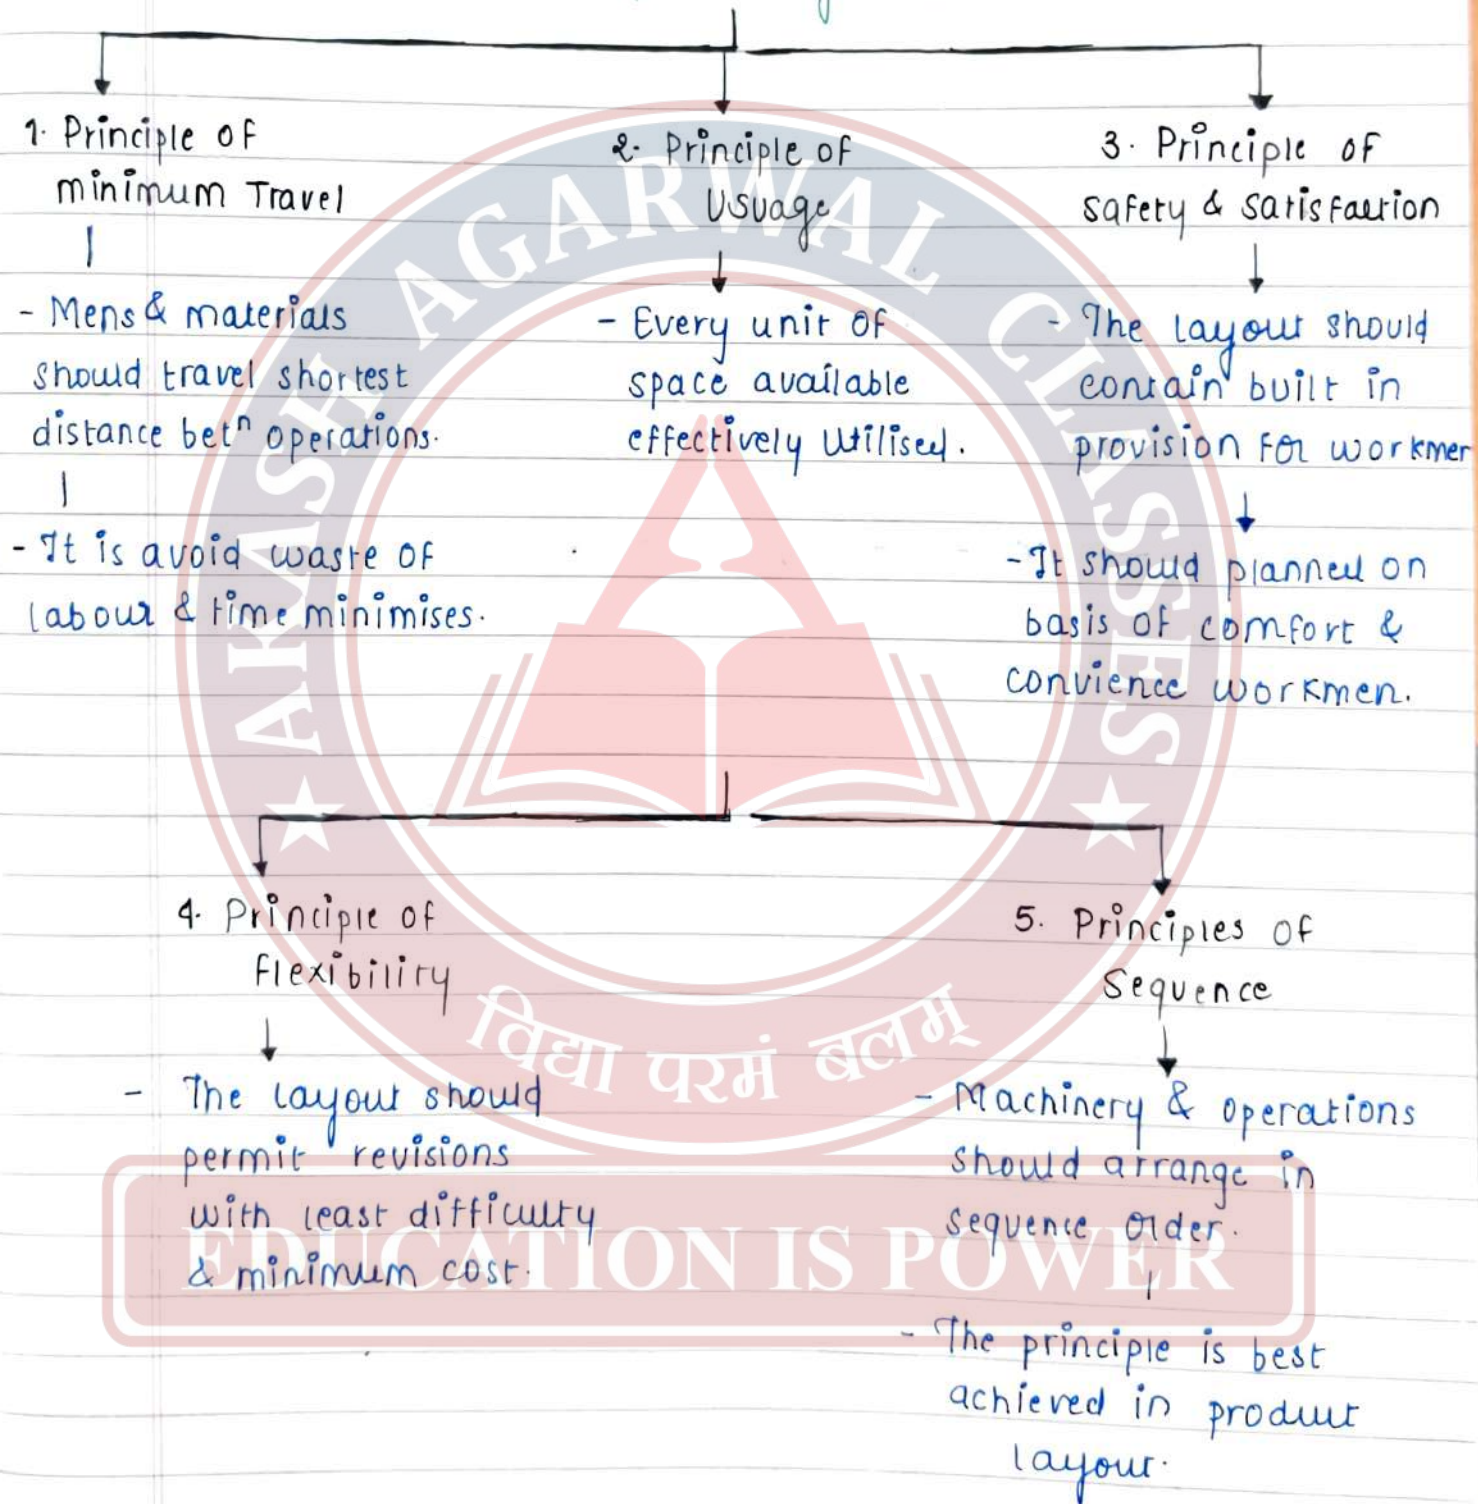 1. Principle of
minimum Travel
2. Principle of
Usuage
3. Principle of
safety & satisfaction
- Mens & materials
should travel shortest
distance betⁿ operations.
- It is avoid waste of
labour & time minimises.
- Every unit of
space available
effectively Utilised.
- The layout should
contain built in
provision for workmen
- It should planned on
basis of comfort &
convience workmen.
4. Principle of
flexibility
- The layout should
permit revisions
with least difficulty
& minimum cost.
5. Principles of
Sequence
- Machinery & operations
should arrange in
sequence order.
- The principle is best
achieved in product
layout.
AKASH AGARWAL CLASSES
विद्या परमं बलम्
EDUCATION IS POWER